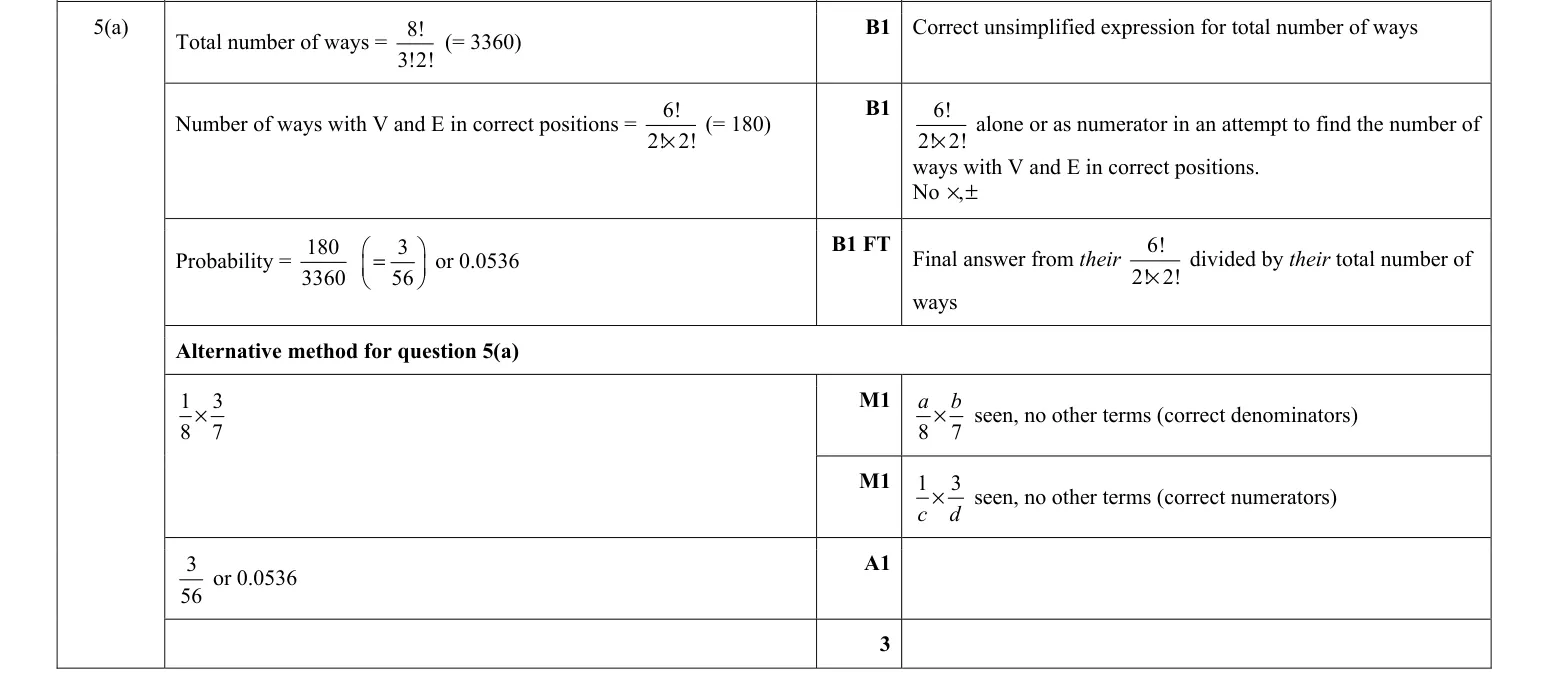 5(a)
Total number of ways = 8!/3!2! (= 3360)
B1
Correct unsimplified expression for total number of ways
Number of ways with V and E in correct positions = 6!/2!×2! (= 180)
B1
6!/2!×2! alone or as numerator in an attempt to find the number of
ways with V and E in correct positions.
No ×,±
Probability = 180/3360 (= 3/56) or 0.0536
B1 FT
Final answer from their 6!/2!×2! divided by their total number of
ways
Alternative method for question 5(a)
1/8 × 3/7
M1
a/8 × b/7 seen, no other terms (correct denominators)
M1
1/c × 3/d seen, no other terms (correct numerators)
3/56 or 0.0536
A1
3